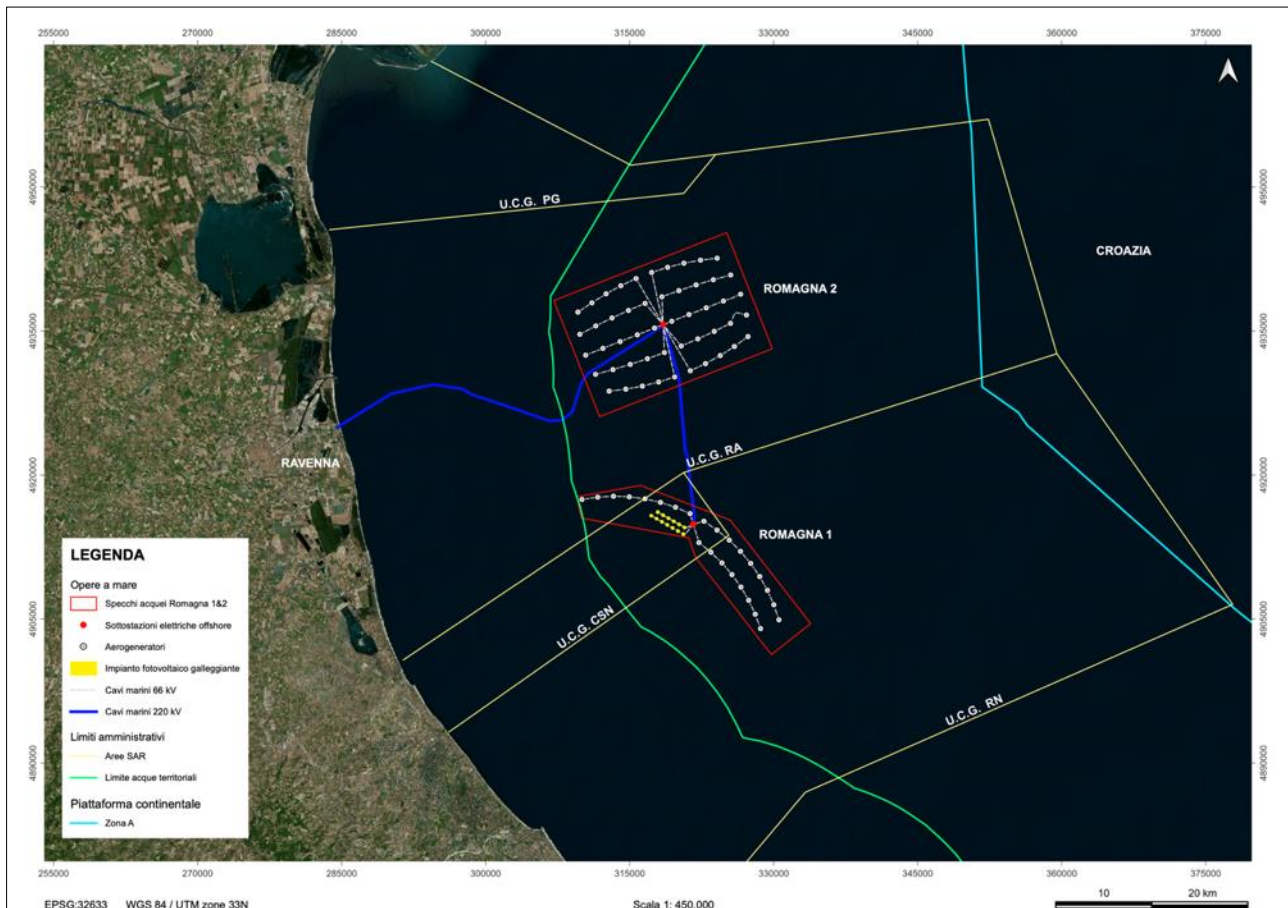 255000 270000 285000 300000 315000 330000 345000 360000 375000
4950000 4950000
U.C.G. PG
CROAZIA
ROMAGNA 2
4935000 4935000
U.C.G. RA
RAVENNA
4920000 4920000
ROMAGNA 1
LEGENDA
Opere a mare
Specchi acquei Romagna 1&2
Sottostazioni elettriche offshore
Aerogeneratori
Impianto fotovoltaico galleggiante
Cavi marini 66 kV
Cavi marini 220 kV
Limiti amministrativi
Aree SAR
Limite acque territoriali
Piattaforma continentale
Zona A
4905000 4905000
U.C.G. CSN
U.C.G. RN
4890000 4890000
255000 270000 285000 300000 315000 330000 345000 360000 375000
10 20 km
EPSG:32633 WGS 84 / UTM zone 33N Scala 1: 450.000